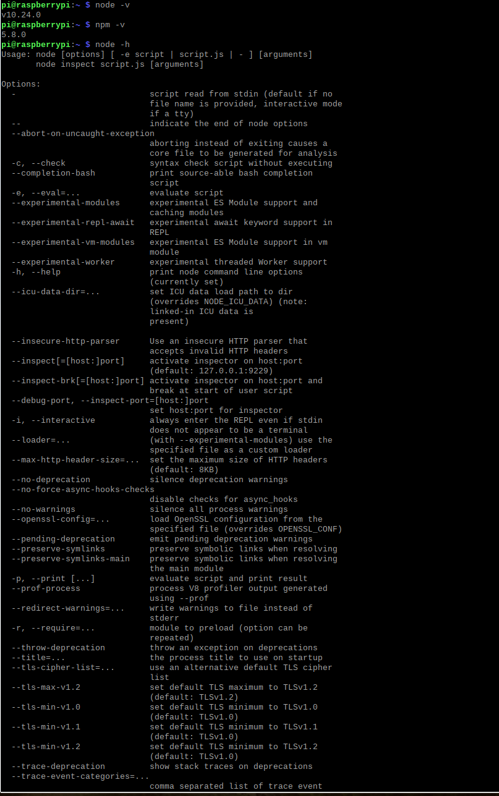 pi@raspberrypi:~ $ node -v
v10.24.0
pi@raspberrypi:~ $ npm -v
5.8.0
pi@raspberrypi:~ $ node -h
Usage: node [options] [ -e script | script.js | - ] [arguments]
       node inspect script.js [arguments]

Options:
  -                            script read from stdin (default if no
                               file name is provided, interactive mode
                               if a tty)
  --                           indicate the end of node options
  --abort-on-uncaught-exception
                               aborting instead of exiting causes a
                               core file to be generated for analysis
  -c, --check                  syntax check script without executing
  --completion-bash            print source-able bash completion
                               script
  -e, --eval=...               evaluate script
  --experimental-modules       experimental ES Module support and
                               caching modules
  --experimental-repl-await    experimental await keyword support in
                               REPL
  --experimental-vm-modules    experimental ES Module support in vm
                               module
  --experimental-worker        experimental threaded Worker support
  -h, --help                   print node command line options
                               (currently set)
  --icu-data-dir=...           set ICU data load path to dir
                               (overrides NODE_ICU_DATA) (note:
                               linked-in ICU data is
                               present)

  --insecure-http-parser       Use an insecure HTTP parser that
                               accepts invalid HTTP headers
  --inspect[=[host:]port]      activate inspector on host:port
                               (default: 127.0.0.1:9229)
  --inspect-brk[=[host:]port]  activate inspector on host:port and
                               break at start of user script
  --debug-port, --inspect-port=[host:]port
                               set host:port for inspector
  -i, --interactive            always enter the REPL even if stdin
                               does not appear to be a terminal
  --loader=...                 (with --experimental-modules) use the
                               specified file as a custom loader
  --max-http-header-size=...   set the maximum size of HTTP headers
                               (default: 8KB)
  --no-deprecation             silence deprecation warnings
  --no-force-async-hooks-checks
                               disable checks for async_hooks
  --no-warnings                silence all process warnings
  --openssl-config=...         load OpenSSL configuration from the
                               specified file (overrides OPENSSL_CONF)
  --pending-deprecation        emit pending deprecation warnings
  --preserve-symlinks          preserve symbolic links when resolving
  --preserve-symlinks-main     preserve symbolic links when resolving
                               the main module
  -p, --print [...]            evaluate script and print result
  --prof-process               process V8 profiler output generated
                               using --prof
  --redirect-warnings=...      write warnings to file instead of
                               stderr
  -r, --require=...            module to preload (option can be
                               repeated)
  --throw-deprecation          throw an exception on deprecations
  --title=...                  the process title to use on startup
  --tls-cipher-list=...        use an alternative default TLS cipher
                               list
  --tls-max-v1.2               set default TLS maximum to TLSv1.2
                               (default: TLSv1.2)
  --tls-min-v1.0               set default TLS minimum to TLSv1.0
                               (default: TLSv1.0)
  --tls-min-v1.1               set default TLS minimum to TLSv1.1
                               (default: TLSv1.0)
  --tls-min-v1.2               set default TLS minimum to TLSv1.2
                               (default: TLSv1.0)
  --trace-deprecation          show stack traces on deprecations
  --trace-event-categories=...
                               comma separated list of trace event